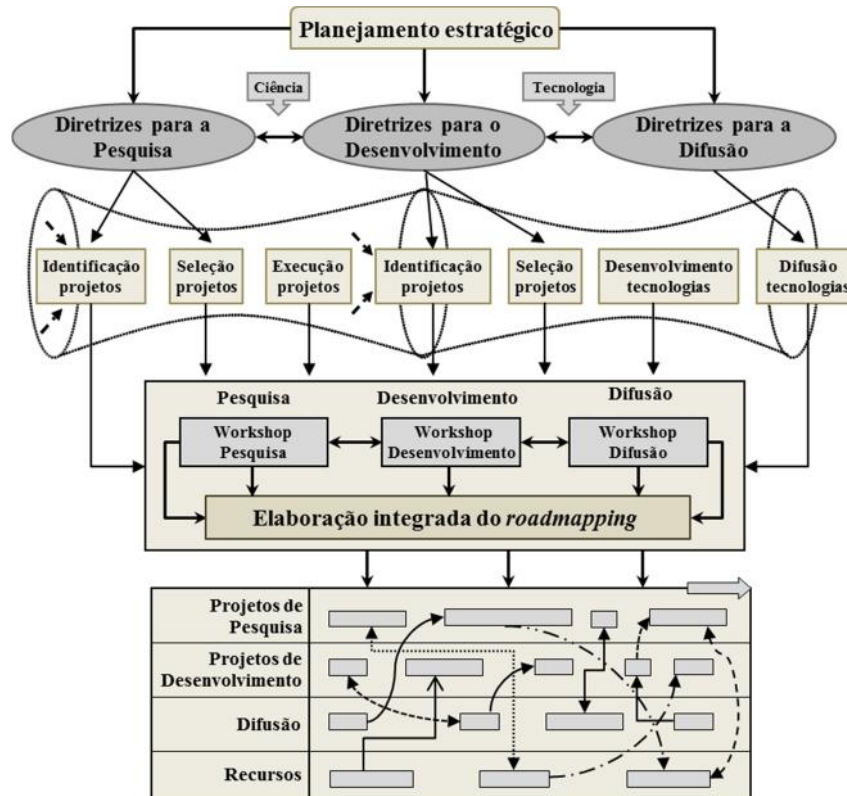 Planejamento estratégico
Ciência
Tecnologia
Diretrizes para a
Pesquisa
Diretrizes para o
Desenvolvimento
Diretrizes para a
Difusão
Identificação
projetos
Seleção
projetos
Execução
projetos
Identificação
projetos
Seleção
projetos
Desenvolvimento
tecnologias
Difusão
tecnologias
Pesquisa
Desenvolvimento
Difusão
Workshop
Pesquisa
Workshop
Desenvolvimento
Workshop
Difusão
Elaboração integrada do roadmapping
Projetos de
Pesquisa
Projetos de
Desenvolvimento
Difusão
Recursos